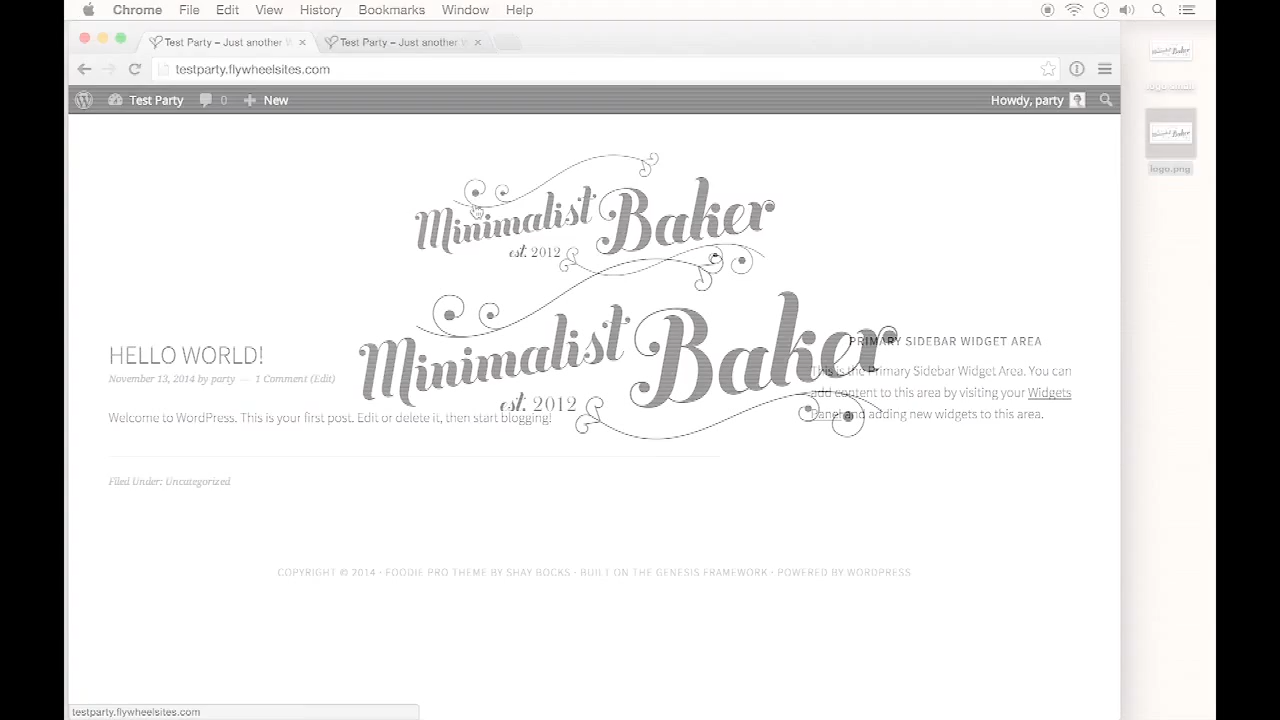 Chrome File Edit View History Bookmarks Window Help
Test Party – Just another W
Test Party – Just another W
testparty.flywheelsites.com
Test Party 0 New
Howdy, party
logo small
logo.png
Minimalist Baker
est. 2012
Minimalist Baker
est. 2012
HELLO WORLD!
November 13, 2014 by party — 1 Comment (Edit)
Welcome to WordPress. This is your first post. Edit or delete it, then start blogging!
Filed Under: Uncategorized
PRIMARY SIDEBAR WIDGET AREA
This is the Primary Sidebar Widget Area. You can
add content to this area by visiting your Widgets
Panel and adding new widgets to this area.
COPYRIGHT © 2014 · FOODIE PRO THEME BY SHAY BOCKS · BUILT ON THE GENESIS FRAMEWORK · POWERED BY WORDPRESS
testparty.flywheelsites.com